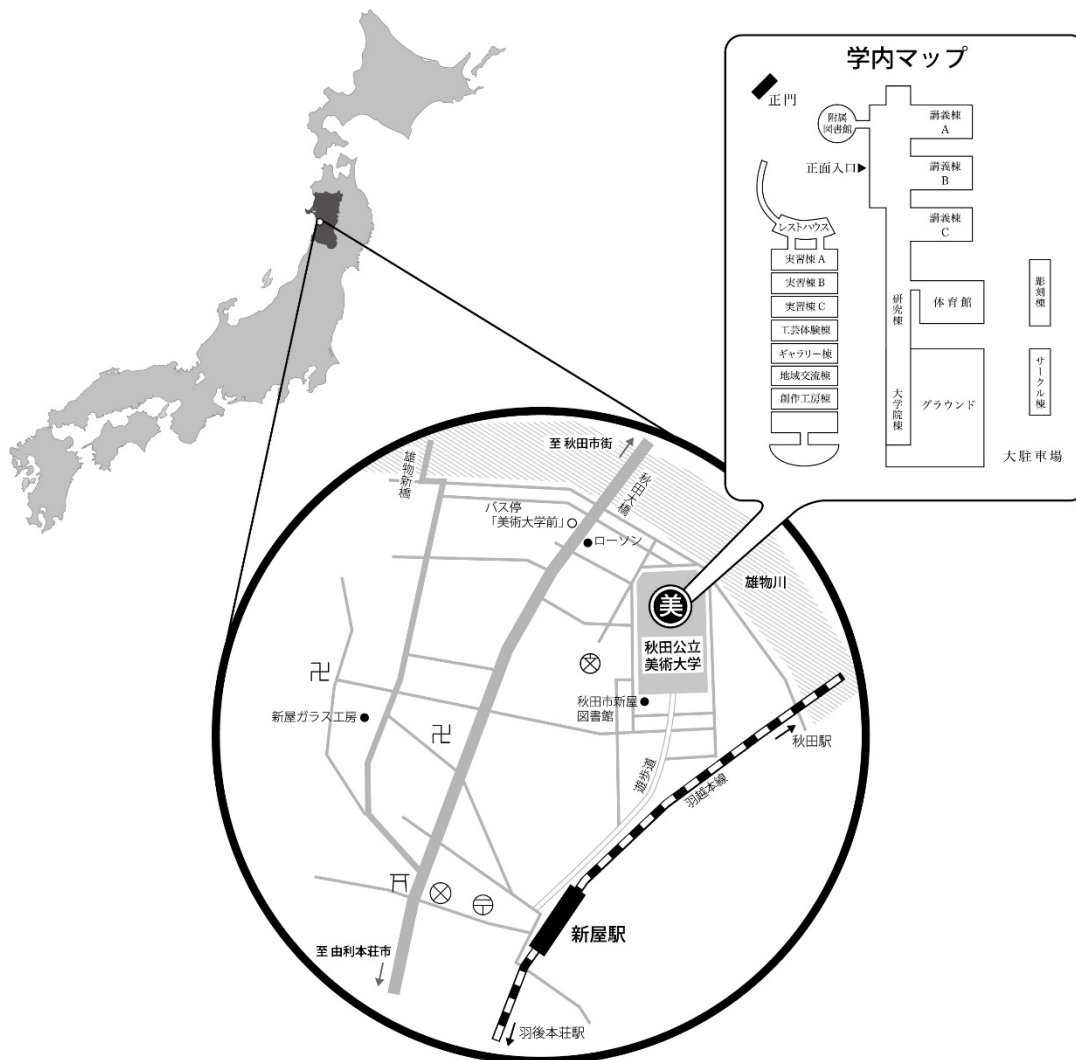 学内マップ
正門
附属
図書館
講義棟
A
正面入口▶
講義棟
B
講義棟
C
レストハウス
実習棟 A
実習棟 B
実習棟 C
工芸体験棟
ギャラリー棟
地域交流棟
創作工房棟
研究棟
体育館
彫刻棟
大学院棟
グラウンド
サークル棟
大駐車場
至 秋田市街
雄物新橋
秋田大橋
バス停
「美術大学前」
ローソン
雄物川
美
秋田公立
美術大学
文
卍
秋田市新屋
図書館
新屋ガラス工房
卍
秋田駅
遊歩道
羽越本線
〒
新屋駅
至 由利本荘市
羽後本荘駅